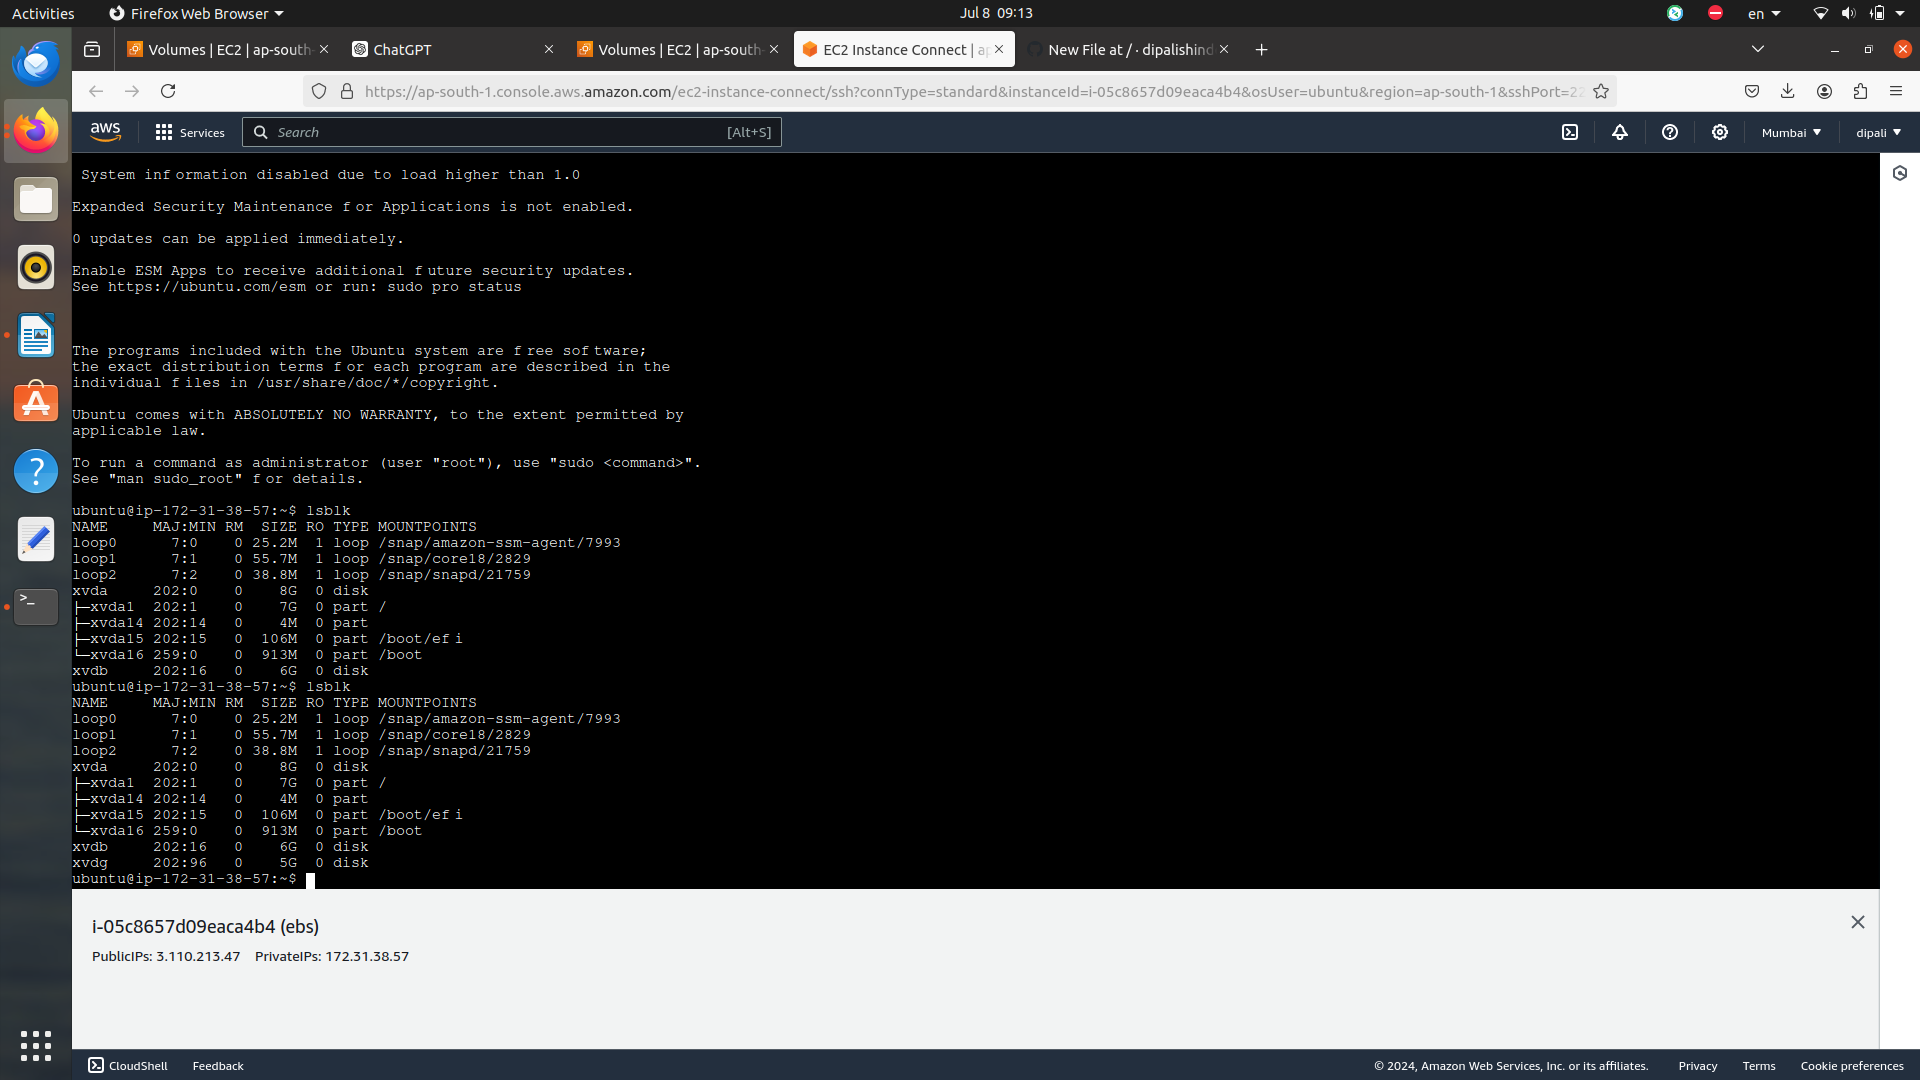 Activities
Firefox Web Browser
Jul 8 09:13
en
Volumes | EC2 | ap-south-
ChatGPT
Volumes | EC2 | ap-south-
EC2 Instance Connect | ap
New File at / · dipalishind
https://ap-south-1.console.aws.amazon.com/ec2-instance-connect/ssh?connType=standard&instanceId=i-05c8657d09eaca4b4&osUser=ubuntu&region=ap-south-1&sshPort=22
aws
Services
Search
[Alt+S]
Mumbai
dipali
System information disabled due to load higher than 1.0
Expanded Security Maintenance for Applications is not enabled.
0 updates can be applied immediately.
Enable ESM Apps to receive additional future security updates.
See https://ubuntu.com/esm or run: sudo pro status
The programs included with the Ubuntu system are free software;
the exact distribution terms for each program are described in the
individual files in /usr/share/doc/*/copyright.
Ubuntu comes with ABSOLUTELY NO WARRANTY, to the extent permitted by
applicable law.
To run a command as administrator (user "root"), use "sudo <command>".
See "man sudo_root" for details.
ubuntu@ip-172-31-38-57:~$ lsblk
NAME MAJ:MIN RM SIZE RO TYPE MOUNTPOINTS
loop0 7:0 0 25.2M 1 loop /snap/amazon-ssm-agent/7993
loop1 7:1 0 55.7M 1 loop /snap/core18/2829
loop2 7:2 0 38.8M 1 loop /snap/snapd/21759
xvda 202:0 0 8G 0 disk
├─xvda1 202:1 0 7G 0 part /
├─xvda14 202:14 0 4M 0 part
├─xvda15 202:15 0 106M 0 part /boot/efi
└─xvda16 259:0 0 913M 0 part /boot
xvdb 202:16 0 6G 0 disk
ubuntu@ip-172-31-38-57:~$ lsblk
NAME MAJ:MIN RM SIZE RO TYPE MOUNTPOINTS
loop0 7:0 0 25.2M 1 loop /snap/amazon-ssm-agent/7993
loop1 7:1 0 55.7M 1 loop /snap/core18/2829
loop2 7:2 0 38.8M 1 loop /snap/snapd/21759
xvda 202:0 0 8G 0 disk
├─xvda1 202:1 0 7G 0 part /
├─xvda14 202:14 0 4M 0 part
├─xvda15 202:15 0 106M 0 part /boot/efi
└─xvda16 259:0 0 913M 0 part /boot
xvdb 202:16 0 6G 0 disk
xvdg 202:96 0 5G 0 disk
ubuntu@ip-172-31-38-57:~$
i-05c8657d09eaca4b4 (ebs)
PublicIPs: 3.110.213.47 PrivateIPs: 172.31.38.57
CloudShell
Feedback
© 2024, Amazon Web Services, Inc. or its affiliates.
Privacy
Terms
Cookie preferences